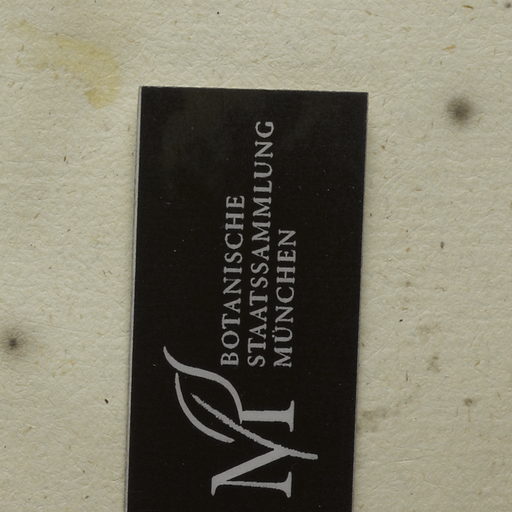 BOTANISCHE
STAATSSAMMLUNG
MÜNCHEN
M